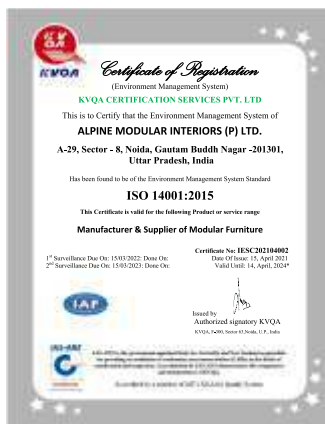 KVQA
Certificate of Registration
(Environment Management System)
KVQA CERTIFICATION SERVICES PVT. LTD
This is to Certify that the Environment Management System of
ALPINE MODULAR INTERIORS (P) LTD.
A-29, Sector - 8, Noida, Gautam Buddh Nagar -201301,
Uttar Pradesh, India
Has been found to be of the Environment Management System Standard
ISO 14001:2015
This Certificate is valid for the following Product or service range
Manufacturer & Supplier of Modular Furniture
Certificate No: IESC202104002
1st Surveillance Due On: 15/03/2022: Done On:
Date Of Issue: 15, April 2021
2nd Surveillance Due On: 15/03/2023: Done On:
Valid Until: 14, April, 2024*
IAF
Issued by
Authorized signatory KVQA
Sector 63, Noida, U.P., India